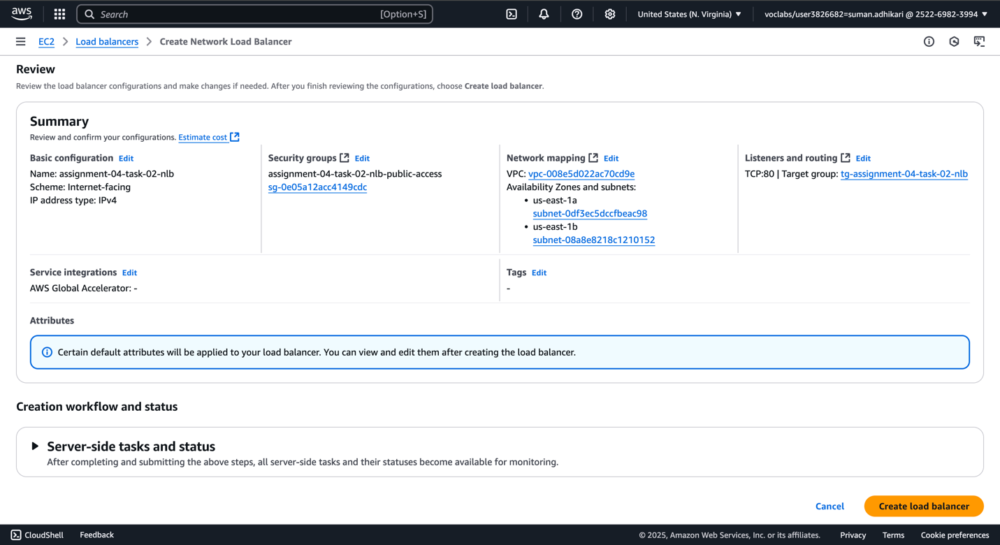 aws
Search
[Option+S]
United States (N. Virginia)
voclabs/user3826682=suman.adhikari @ 2522-6982-3994
EC2
Load balancers
Create Network Load Balancer
Review
Review the load balancer configurations and make changes if needed. After you finish reviewing the configurations, choose Create load balancer.
Summary
Review and confirm your configurations. Estimate cost
Basic configuration Edit
Name: assignment-04-task-02-nlb
Scheme: Internet-facing
IP address type: IPv4
Security groups Edit
assignment-04-task-02-nlb-public-access
sg-0e05a12acc4149cdc
Network mapping Edit
VPC: vpc-008e5d022ac70cd9e
Availability Zones and subnets:
• us-east-1a
subnet-0df3ec5dccfbeac98
• us-east-1b
subnet-08a8e8218c1210152
Listeners and routing Edit
TCP:80 | Target group: tg-assignment-04-task-02-nlb
Service integrations Edit
AWS Global Accelerator: -
Tags Edit
-
Attributes
Certain default attributes will be applied to your load balancer. You can view and edit them after creating the load balancer.
Creation workflow and status
Server-side tasks and status
After completing and submitting the above steps, all server-side tasks and their statuses become available for monitoring.
Cancel
Create load balancer
CloudShell
Feedback
© 2025, Amazon Web Services, Inc. or its affiliates.
Privacy
Terms
Cookie preferences